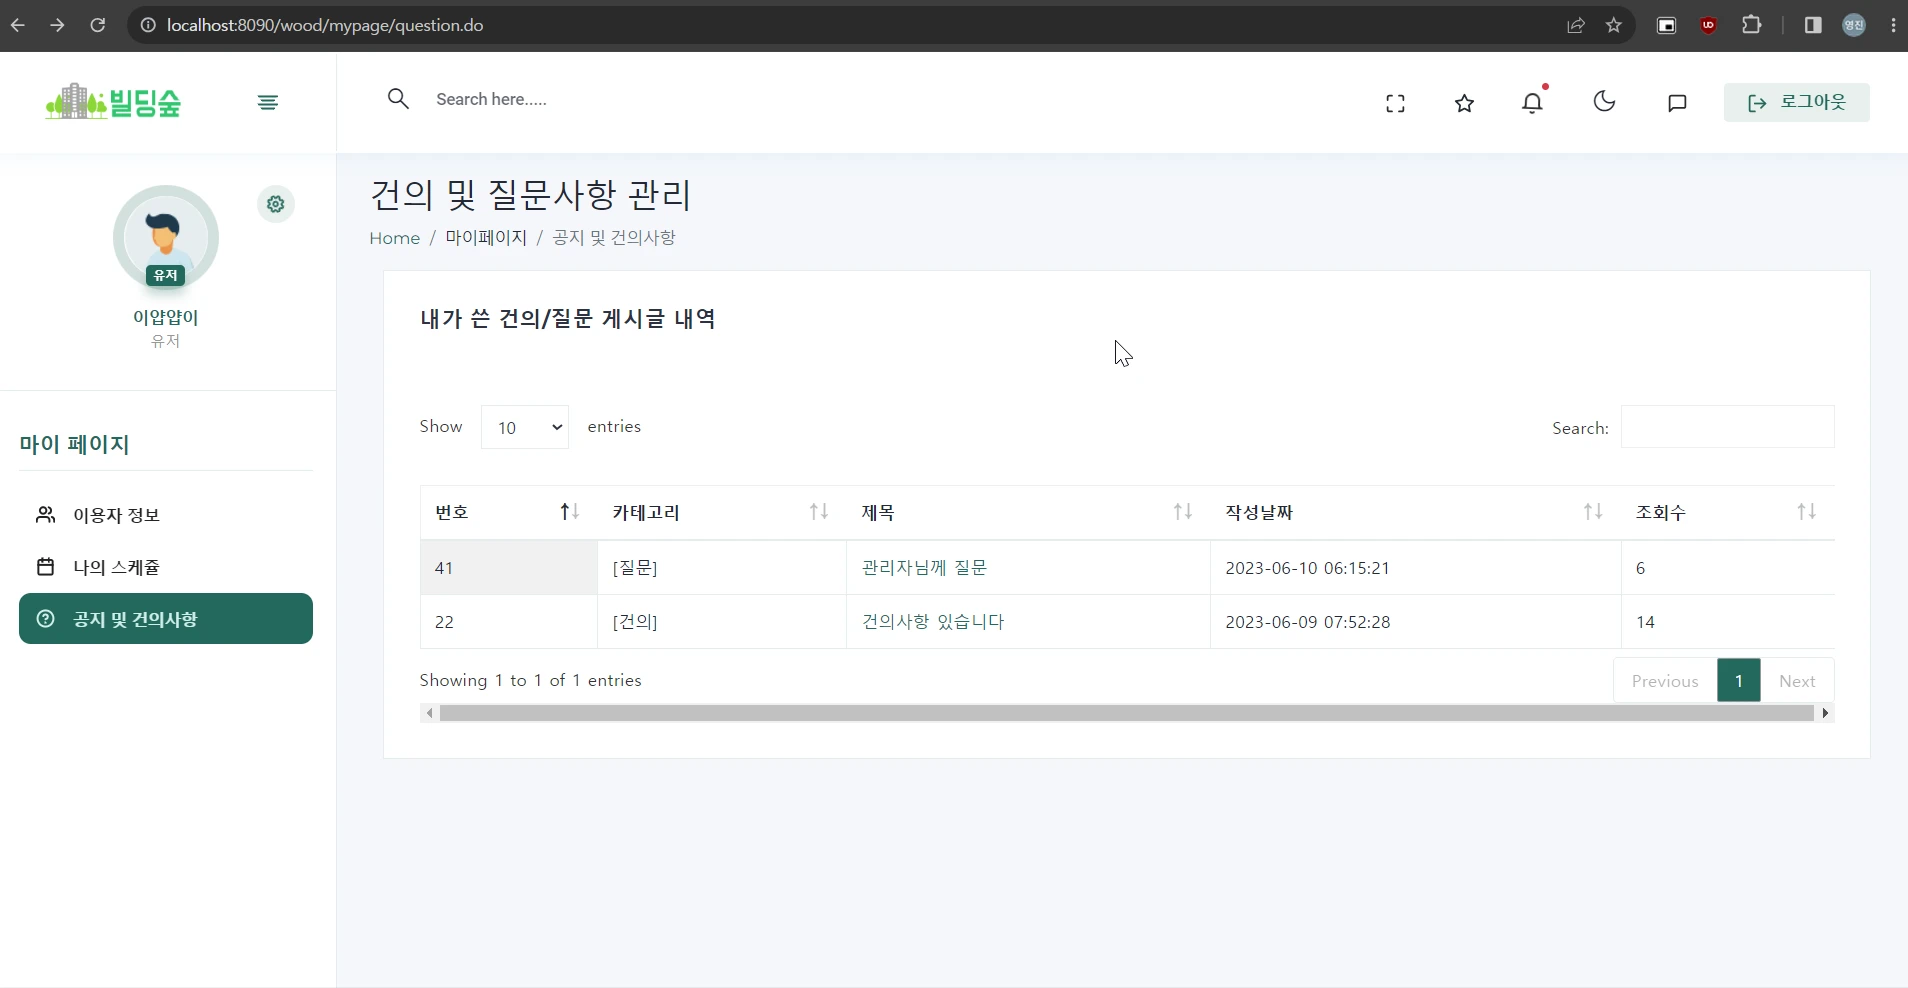 localhost:8090/wood/mypage/question.do
영진
빌딩숲
Search here.....
로그아웃
유저
이얍얍이
유저
마이 페이지
이용자 정보
나의 스케쥴
공지 및 건의사항
건의 및 질문사항 관리
Home / 마이페이지 / 공지 및 건의사항
내가 쓴 건의/질문 게시글 내역
Show 10 entries
Search:
번호 카테고리 제목 작성날짜 조회수
41 [질문] 관리자님께 질문 2023-06-10 06:15:21 6
22 [건의] 건의사항 있습니다 2023-06-09 07:52:28 14
Showing 1 to 1 of 1 entries
Previous 1 Next